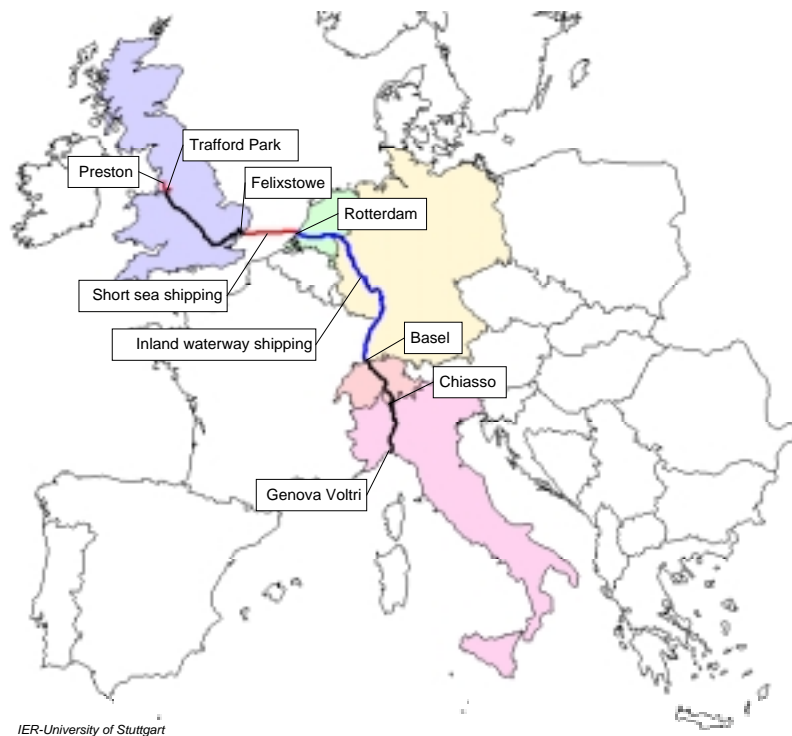 Trafford Park
Preston
Felixstowe
Rotterdam
Short sea shipping
Inland waterway shipping
Basel
Chiasso
Genova Voltri
IER-University of Stuttgart